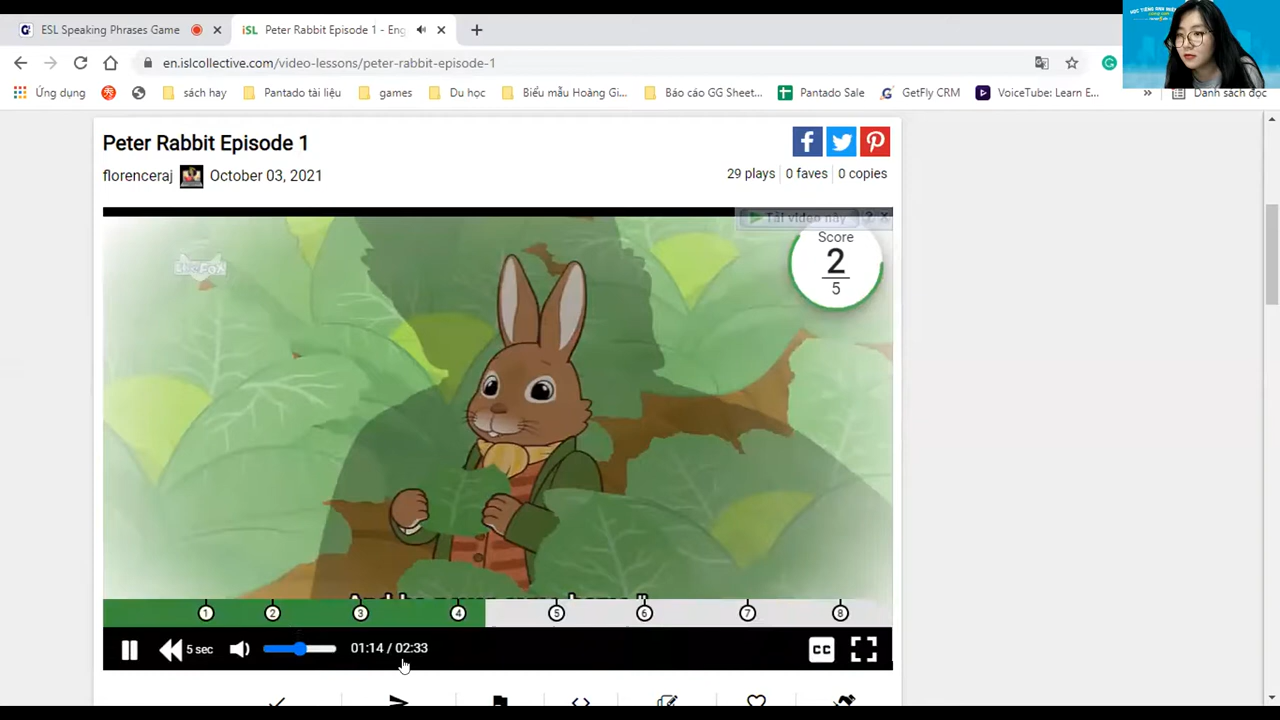 ESL Speaking Phrases Game
iSL Peter Rabbit Episode 1 - Eng
en.islcollective.com/video-lessons/peter-rabbit-episode-1
Ứng dụng
sách hay
Pantado tài liệu
games
Du học
Biểu mẫu Hoàng Gi...
Báo cáo GG Sheet...
Pantado Sale
GetFly CRM
VoiceTube: Learn E...
»
Danh sách đọc
Peter Rabbit Episode 1
florenceraj October 03, 2021
29 plays 0 faves 0 copies
Tải video này ? x
Score
2
5
1 2 3 4 5 6 7 8
5 sec 01:14 / 02:33 CC